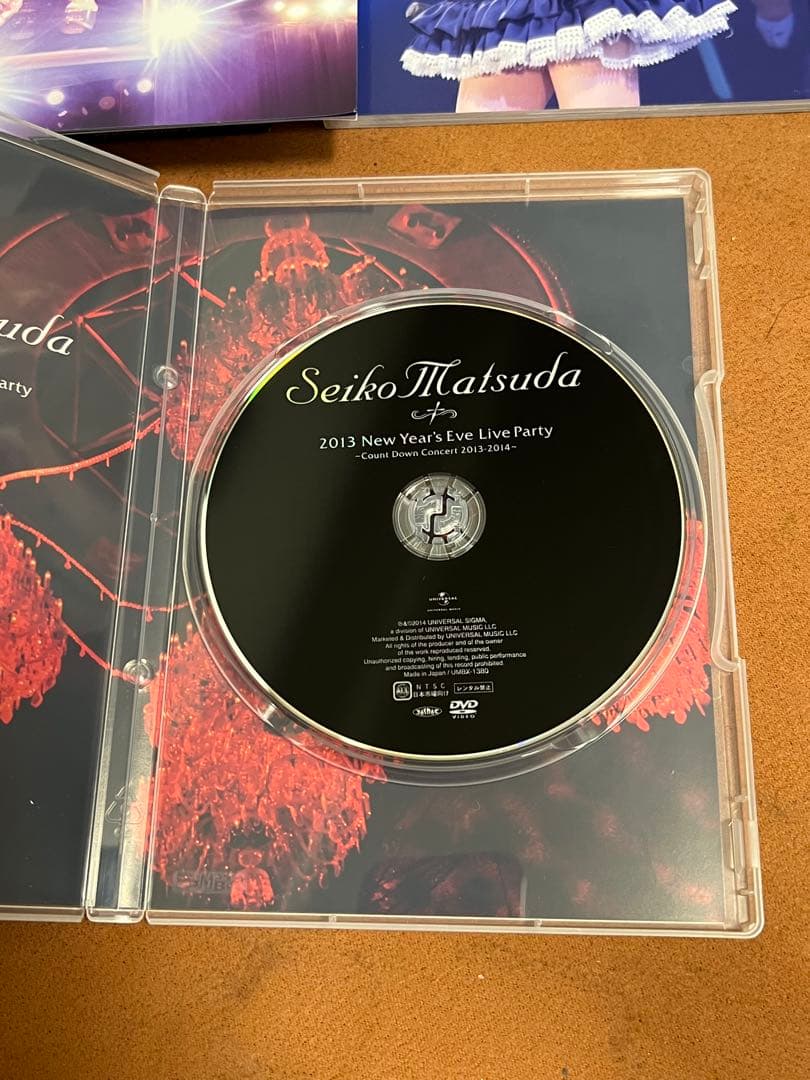 suda
arty
Seiko Matsuda
2013 New Year's Eve Live Party
~Count Down Concert 2013-2014~
UNIVERSAL
UNIVERSAL MUSIC
℗&©2014 UNIVERSAL SIGMA,
a division of UNIVERSAL MUSIC LLC
Marketed & Distributed by UNIVERSAL MUSIC LLC
All rights of the producer and of the owner
of the work reproduced reserved.
Unauthorized copying, hiring, lending, public performance
and broadcasting of this record prohibited.
Made in Japan / UMBX-1380
ALL
NTSC
日本市場向け
レンタル禁止
DVD
VIDEO